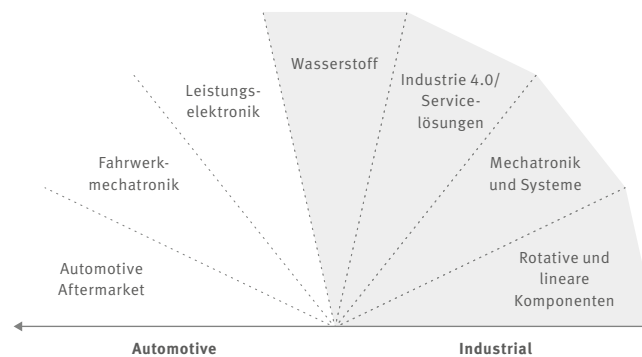 Wasserstoff
Leistungs-
elektronik
Industrie 4.0/
Service-
lösungen
Fahrwerk-
mechatronik
Mechatronik
und Systeme
Automotive
Aftermarket
Rotative und
lineare
Komponenten
Automotive
Industrial